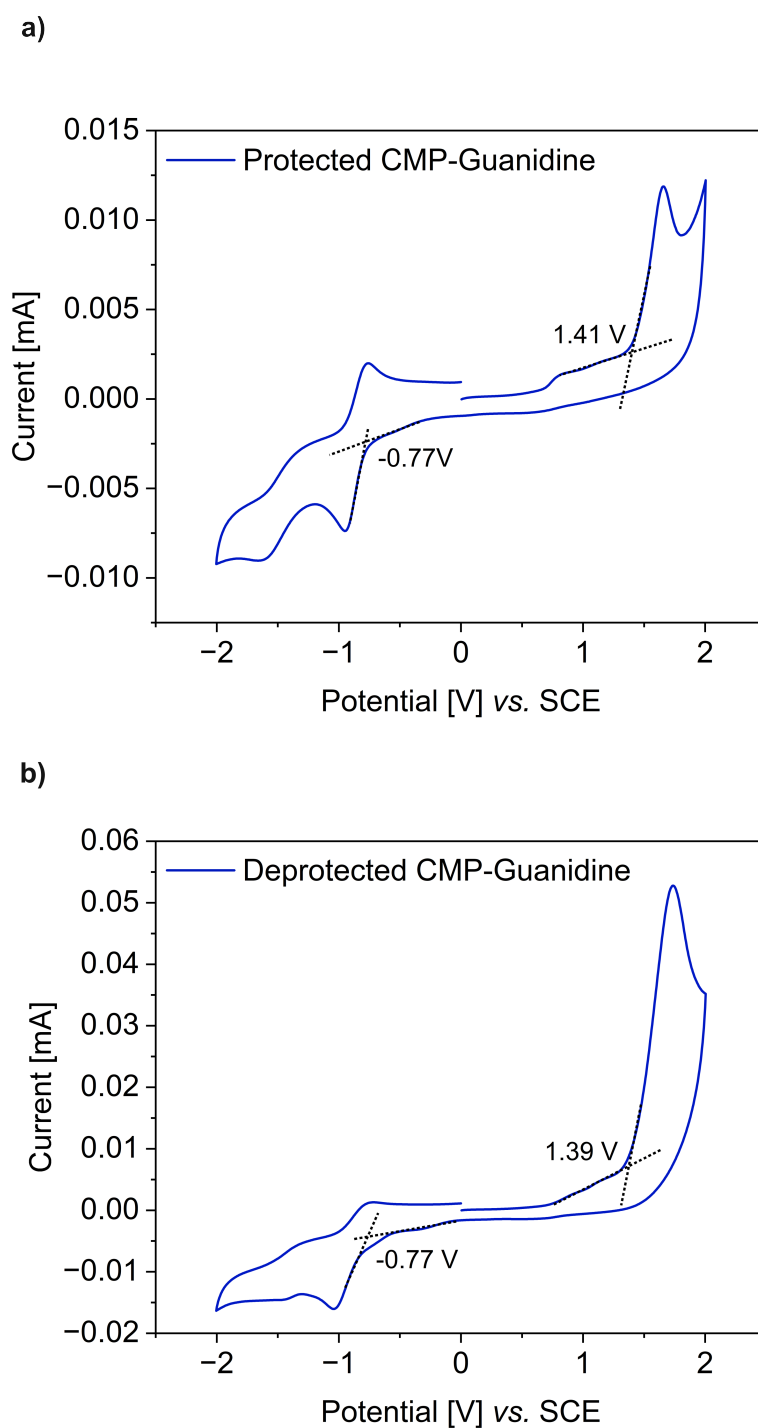 a)
Protected CMP-Guanidine
0.015
0.010
0.005
0.000
−0.005
−0.010
1.41 V
-0.77V
Current [mA]
−2 −1 0 1 2
Potential [V] vs. SCE
b)
Deprotected CMP-Guanidine
0.06
0.05
0.04
0.03
0.02
0.01
0.00
−0.01
−0.02
1.39 V
-0.77 V
Current [mA]
−2 −1 0 1 2
Potential [V] vs. SCE